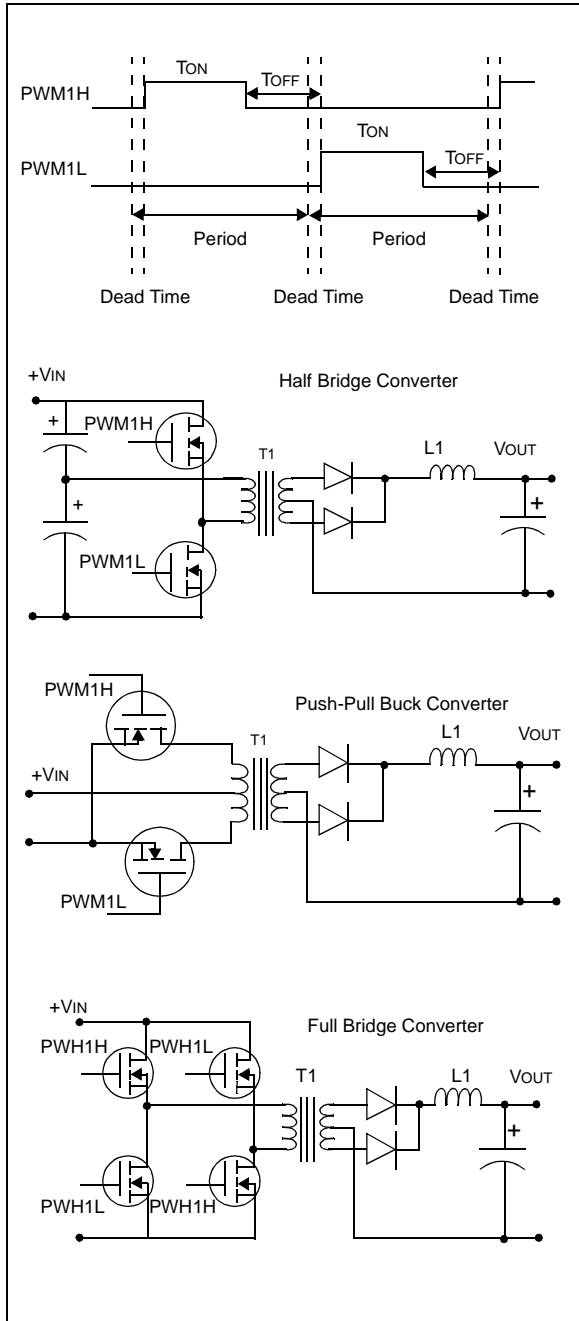 TON
PWM1H
TOFF
TON
PWM1L
TOFF
Period Period
Dead Time Dead Time Dead Time
+VIN
Half Bridge Converter
PWM1H
+
T1
L1
VOUT
+
+
PWM1L
PWM1H
Push-Pull Buck Converter
T1
L1
VOUT
+VIN
+
PWM1L
+VIN
Full Bridge Converter
PWH1H PWH1L
T1
L1
VOUT
+
PWH1L PWH1H